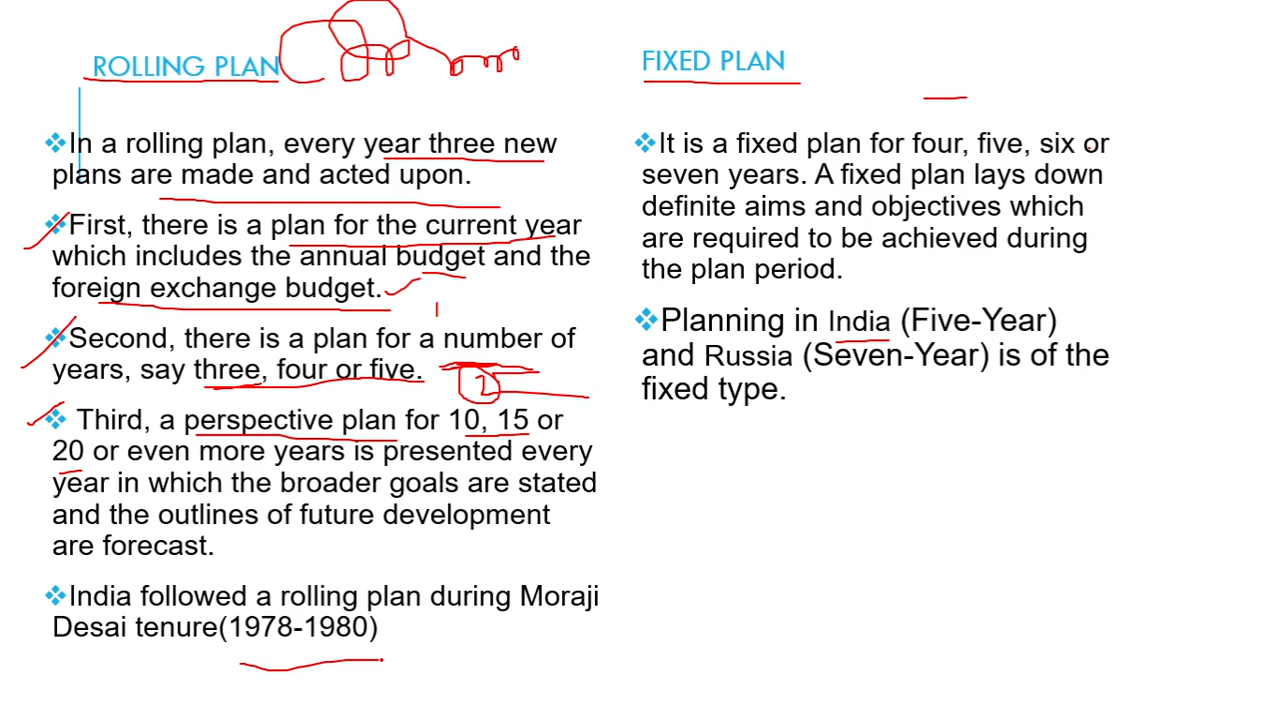 ROLLING PLAN
❖In a rolling plan, every year three new
plans are made and acted upon.
❖First, there is a plan for the current year
which includes the annual budget and the
foreign exchange budget.
❖Second, there is a plan for a number of
years, say three, four or five.
❖ Third, a perspective plan for 10, 15 or
20 or even more years is presented every
year in which the broader goals are stated
and the outlines of future development
are forecast.
❖India followed a rolling plan during Moraji
Desai tenure(1978-1980)
FIXED PLAN
❖It is a fixed plan for four, five, six or
seven years. A fixed plan lays down
definite aims and objectives which
are required to be achieved during
the plan period.
❖Planning in India (Five-Year)
and Russia (Seven-Year) is of the
fixed type.